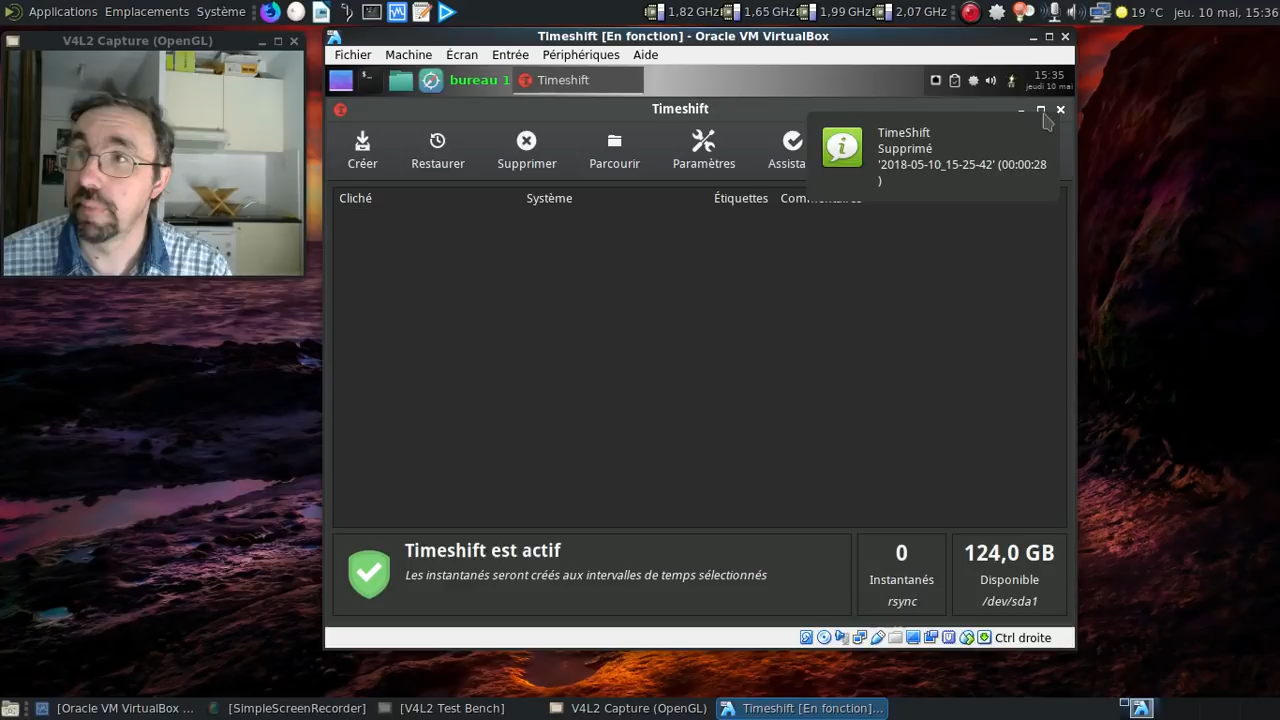 Applications Emplacements Système
1,82 GHz 1,65 GHz 1,99 GHz 2,07 GHz
19 °C jeu. 10 mai, 15:36
V4L2 Capture (OpenGL)
Timeshift [En fonction] - Oracle VM VirtualBox
Fichier Machine Écran Entrée Périphériques Aide
bureau 1 Timeshift
15:35
jeudi 10 mai
Timeshift
Créer Restaurer Supprimer Parcourir Paramètres Assista
TimeShift
Supprimé
'2018-05-10_15-25-42' (00:00:28
)
Cliché Système Étiquettes Commentaires
Timeshift est actif
Les instantanés seront créés aux intervalles de temps sélectionnés
0
Instantanés
rsync
124,0 GB
Disponible
/dev/sda1
Ctrl droite
[Oracle VM VirtualBox ... [SimpleScreenRecorder] [V4L2 Test Bench] V4L2 Capture (OpenGL) Timeshift [En fonction]...